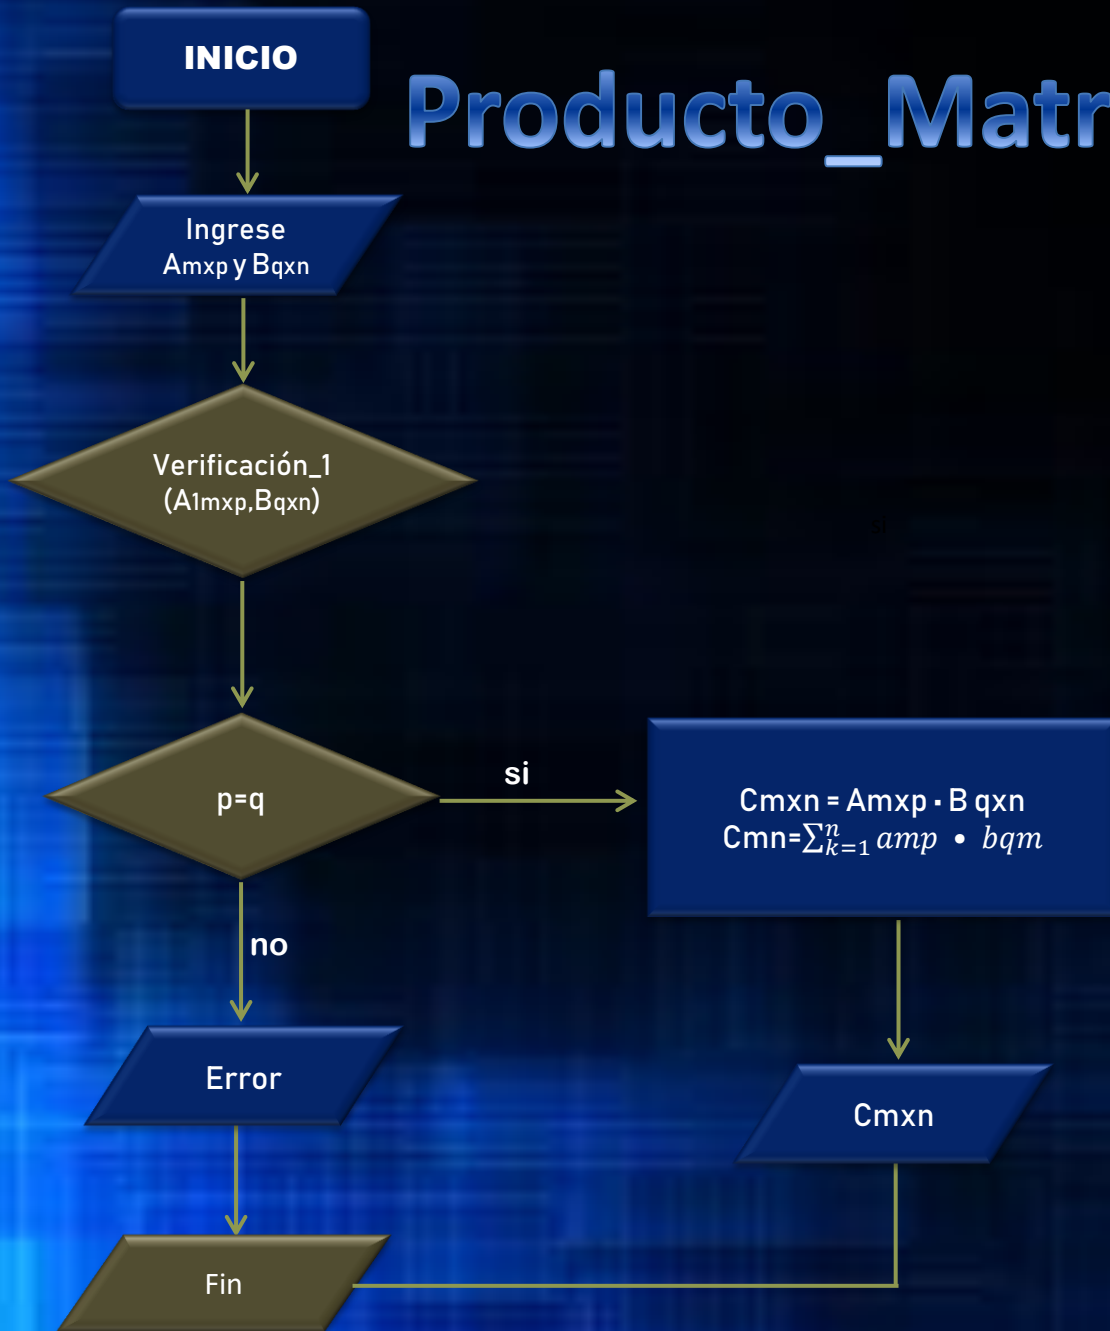 INICIO
Producto_Matr
Ingrese
Amxp y Bqxn
Verificación_1
(A1mxp,Bqxn)
si
p=q
si
Cmxn = Amxp · B qxn
Cmn=∑ⁿₖ₌₁ amp • bqm
no
Error
Cmxn
Fin